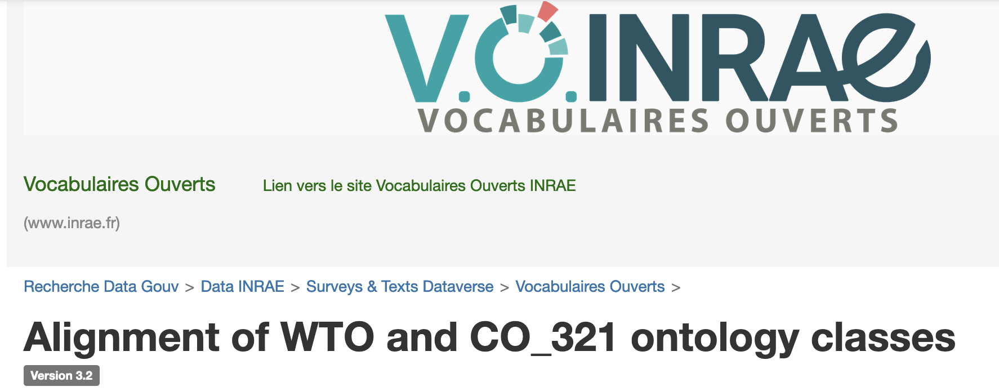 V.O.INRAE
VOCABULAIRES OUVERTS
Vocabulaires Ouverts
Lien vers le site Vocabulaires Ouverts INRAE
(www.inrae.fr)
Recherche Data Gouv > Data INRAE > Surveys & Texts Dataverse > Vocabulaires Ouverts >
Alignment of WTO and CO_321 ontology classes
Version 3.2